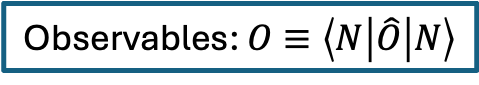 Observables: 𝑂 ≡ ⟨𝑁|𝑂̂|𝑁⟩